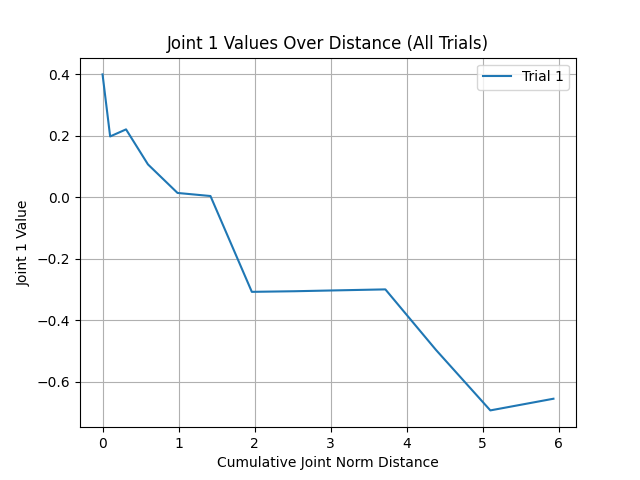 Joint 1 Values Over Distance (All Trials)
Trial 1
0.4
0.2
0.0
−0.2
−0.4
−0.6
Joint 1 Value
0 1 2 3 4 5 6
Cumulative Joint Norm Distance